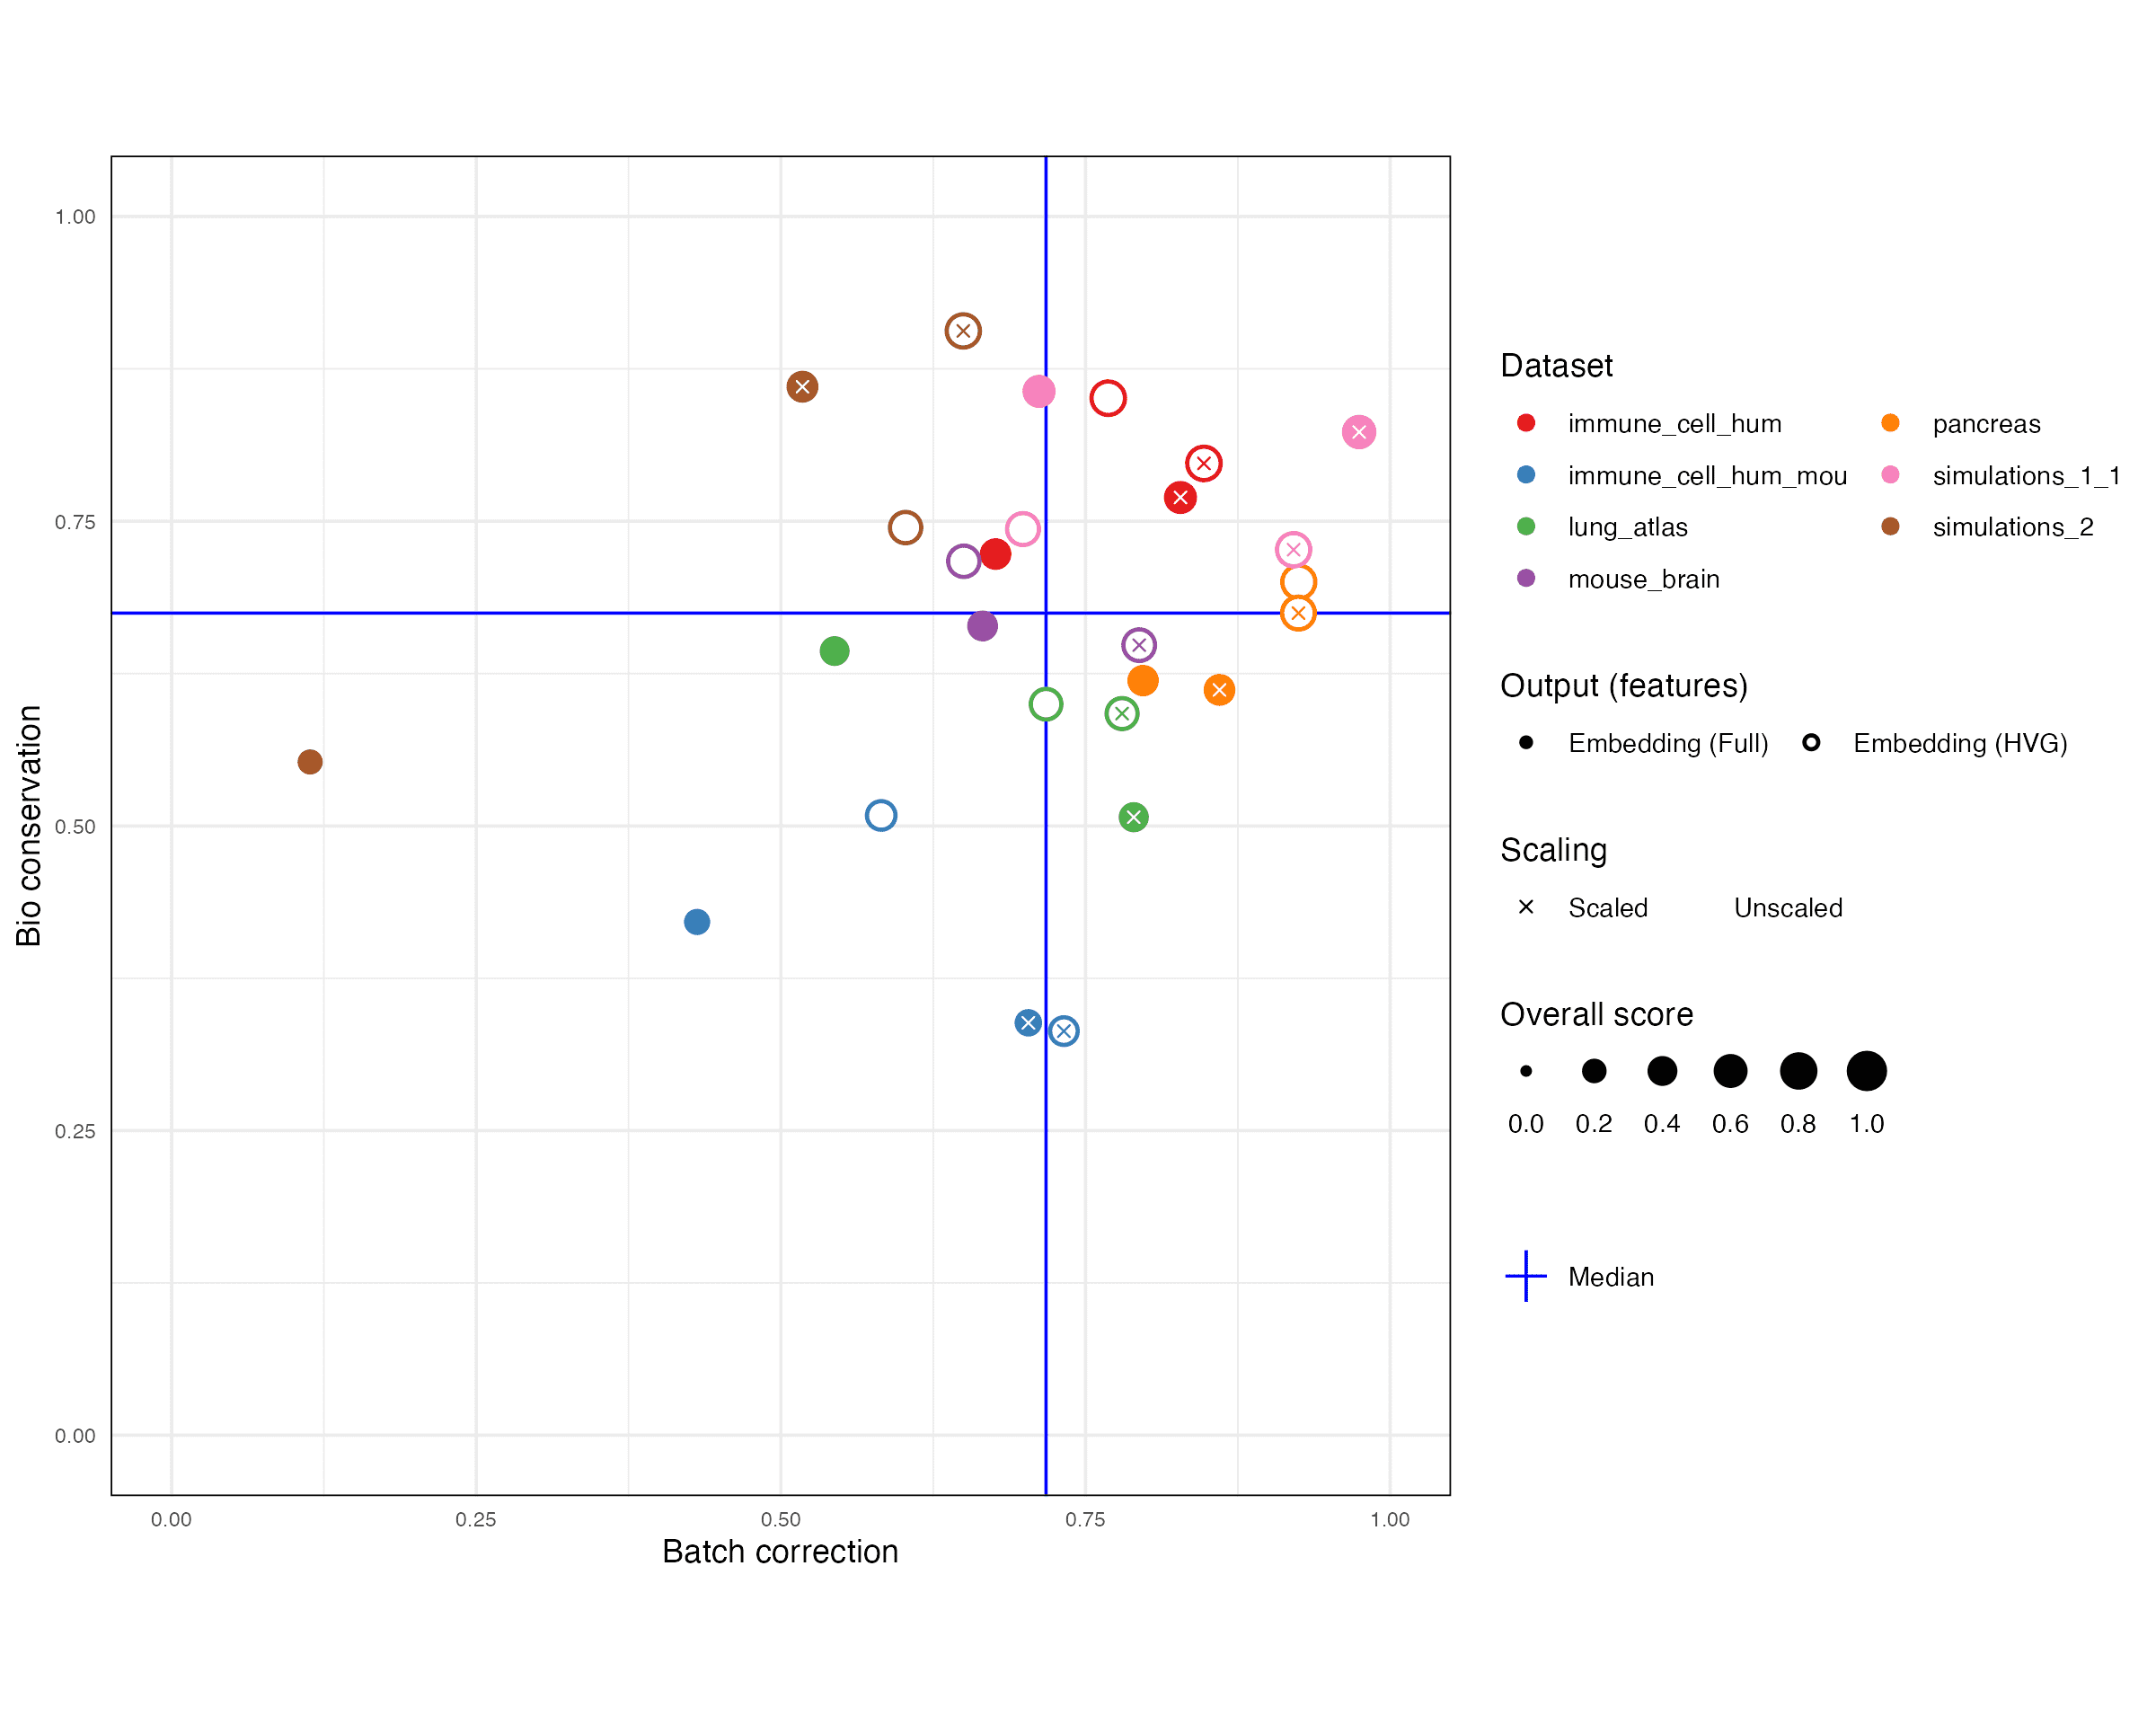 1.00
0.75
0.50
0.25
0.00
Bio conservation
0.00 0.25 0.50 0.75 1.00
Batch correction
Dataset
immune_cell_hum pancreas
immune_cell_hum_mou simulations_1_1
lung_atlas simulations_2
mouse_brain
Output (features)
Embedding (Full) Embedding (HVG)
Scaling
Scaled Unscaled
Overall score
0.0 0.2 0.4 0.6 0.8 1.0
Median